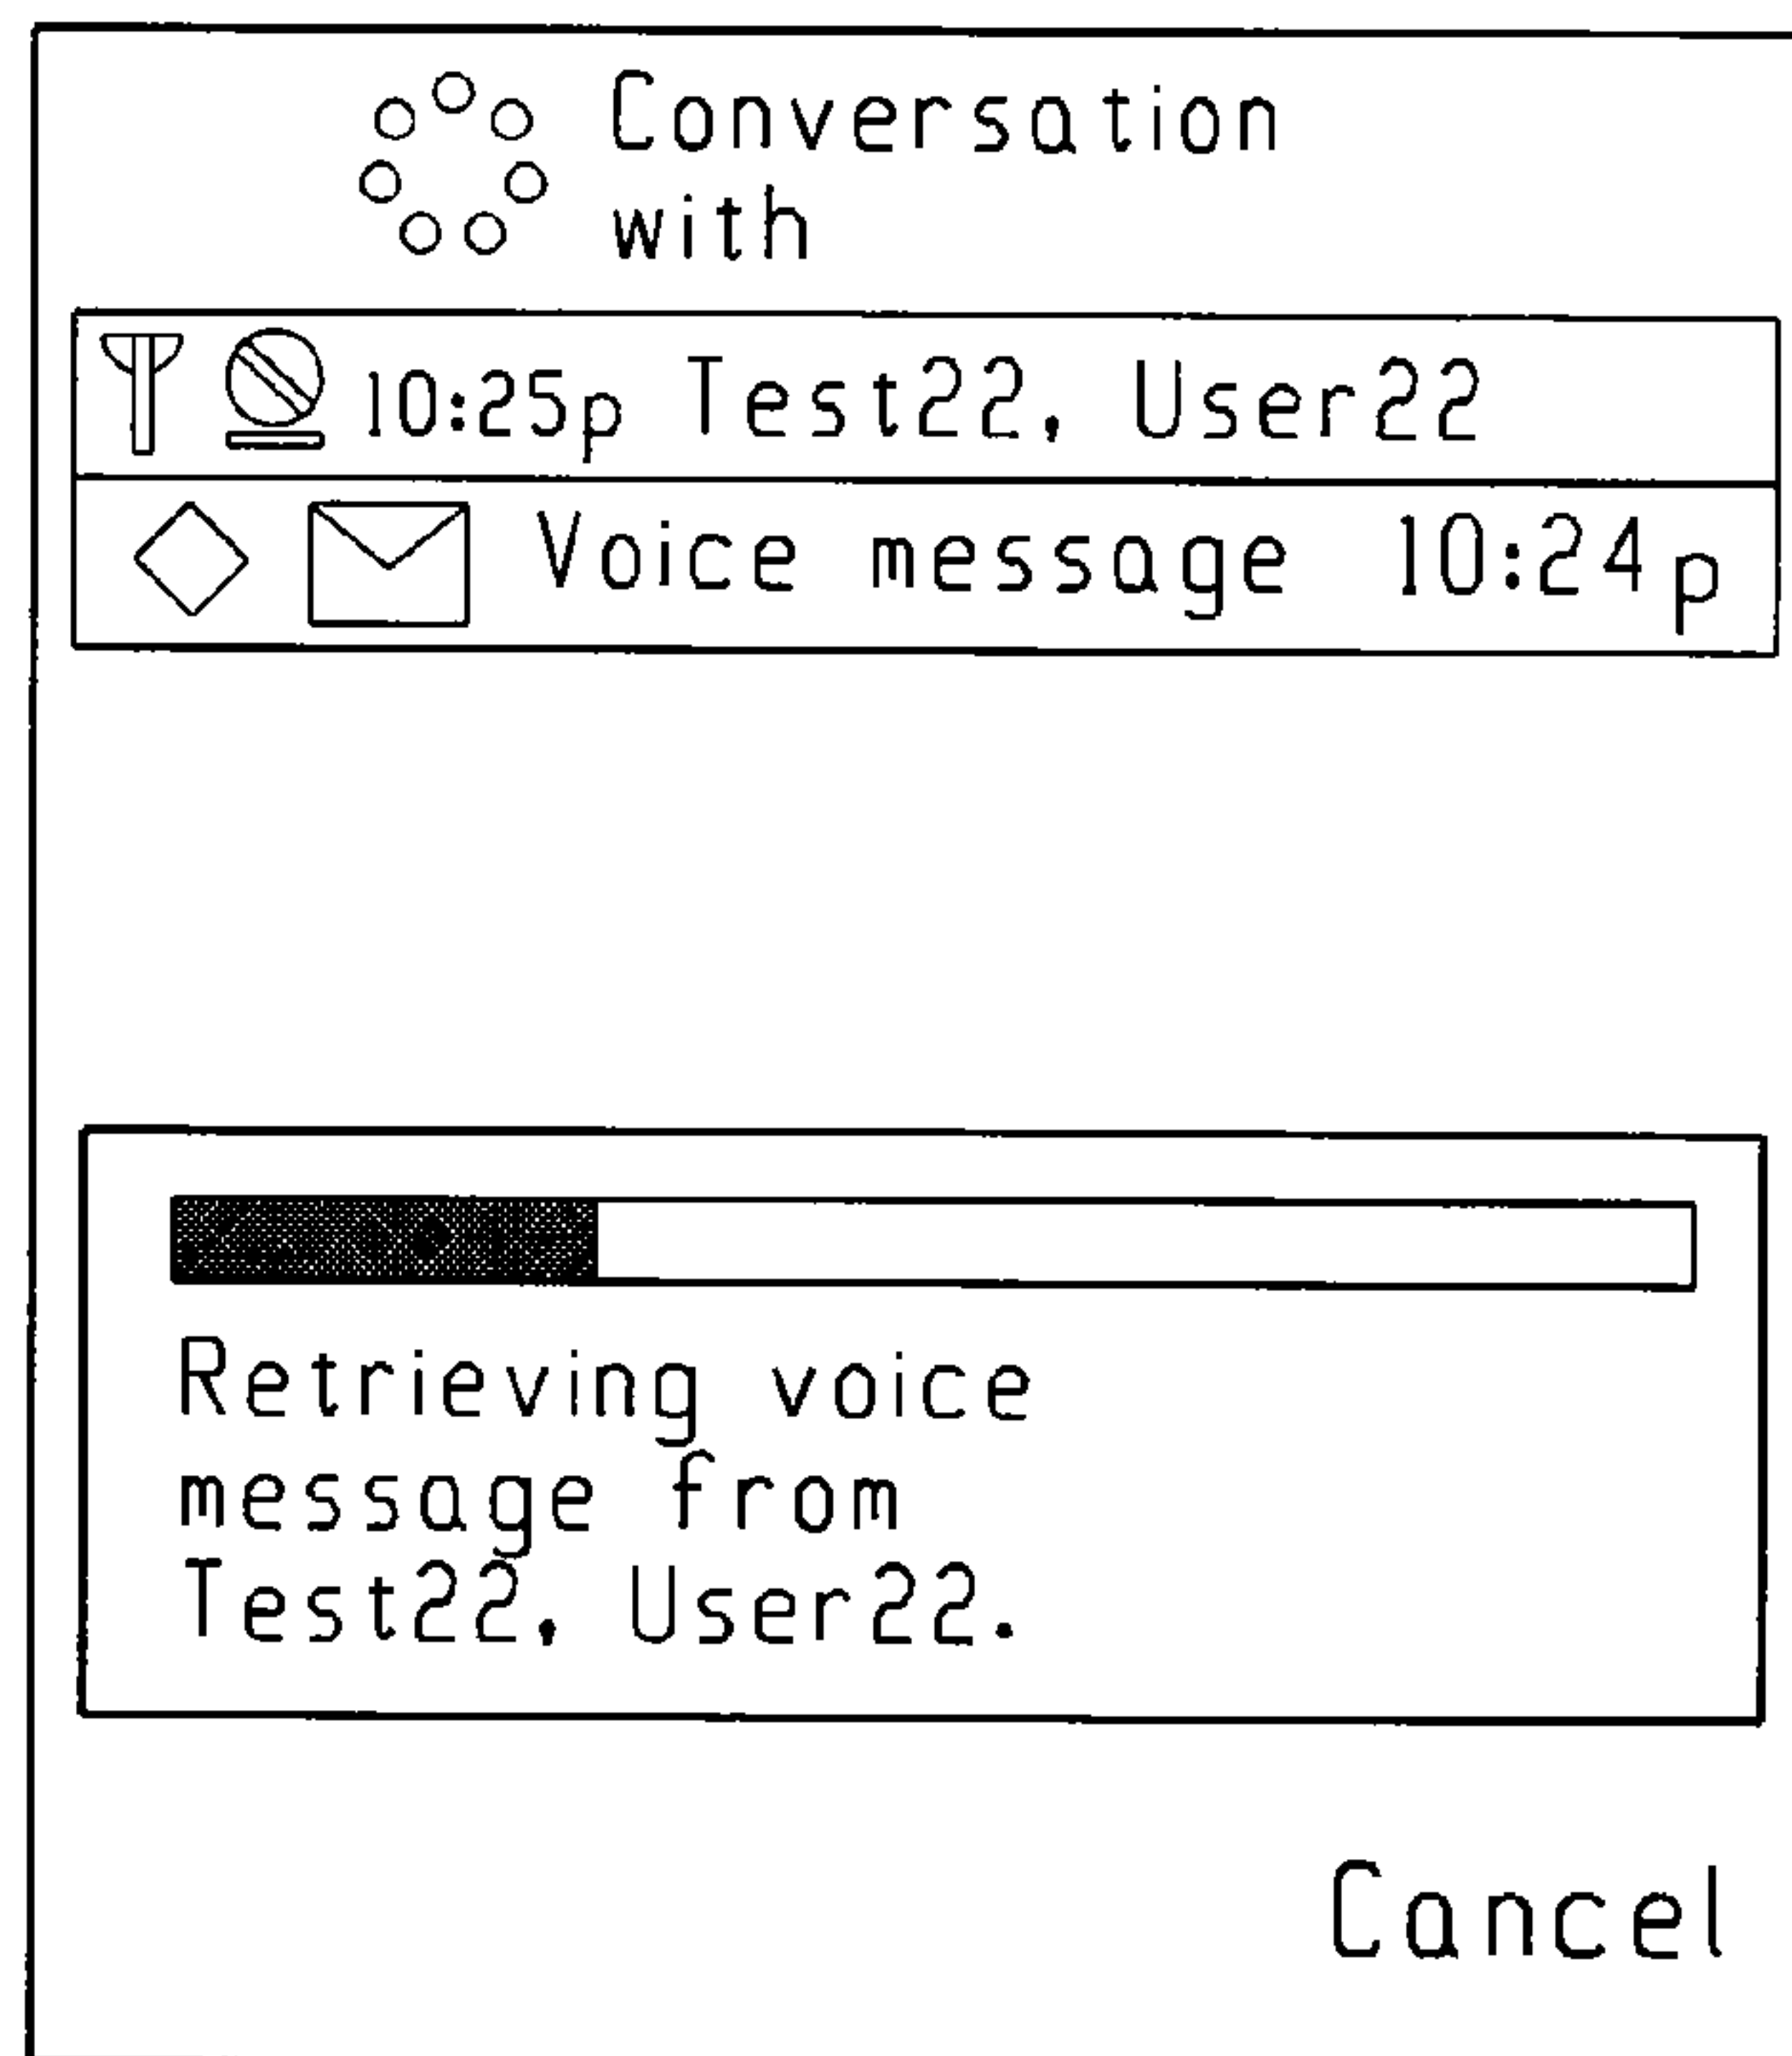 Conversation
with
10:25p Test22, User22
Voice message 10:24p
Retrieving voice
message from
Test22, User22.
Cancel